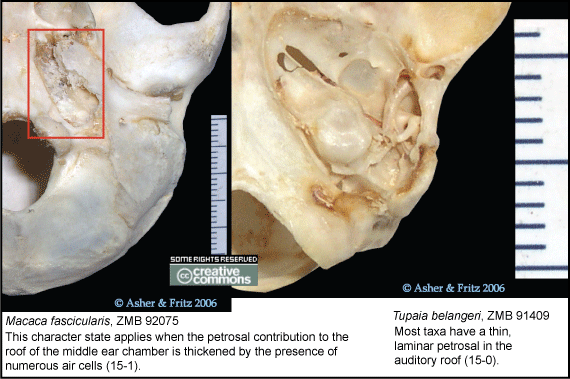 SOME RIGHTS RESERVED
cc creative
commons
© Asher & Fritz 2006
© Asher & Fritz 2006
Macaca fascicularis, ZMB 92075
This character state applies when the petrosal contribution to the
roof of the middle ear chamber is thickened by the presence of
numerous air cells (15-1).
Tupaia belangeri, ZMB 91409
Most taxa have a thin,
laminar petrosal in the
auditory roof (15-0).